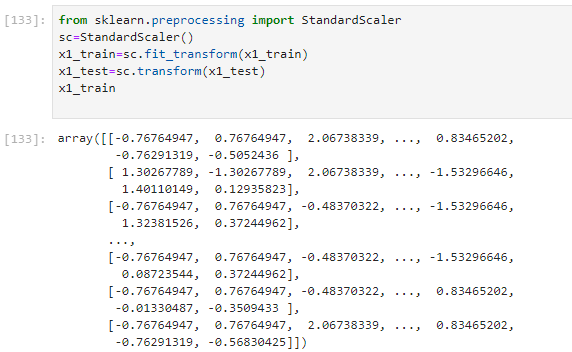 [133]: from sklearn.preprocessing import StandardScaler
sc=StandardScaler()
x1_train=sc.fit_transform(x1_train)
x1_test=sc.transform(x1_test)
x1_train
[133]: array([[-0.76764947,  0.76764947,  2.06738339, ...,  0.83465202,
        -0.76291319, -0.5052436 ],
       [ 1.30267789, -1.30267789,  2.06738339, ..., -1.53296646,
         1.40110149,  0.12935823],
       [-0.76764947,  0.76764947, -0.48370322, ..., -1.53296646,
         1.32381526,  0.37244962],
       ...,
       [-0.76764947,  0.76764947, -0.48370322, ..., -1.53296646,
         0.08723544,  0.37244962],
       [-0.76764947,  0.76764947, -0.48370322, ...,  0.83465202,
        -0.01330487, -0.3509433 ],
       [-0.76764947,  0.76764947,  2.06738339, ...,  0.83465202,
        -0.76291319, -0.56830425]])